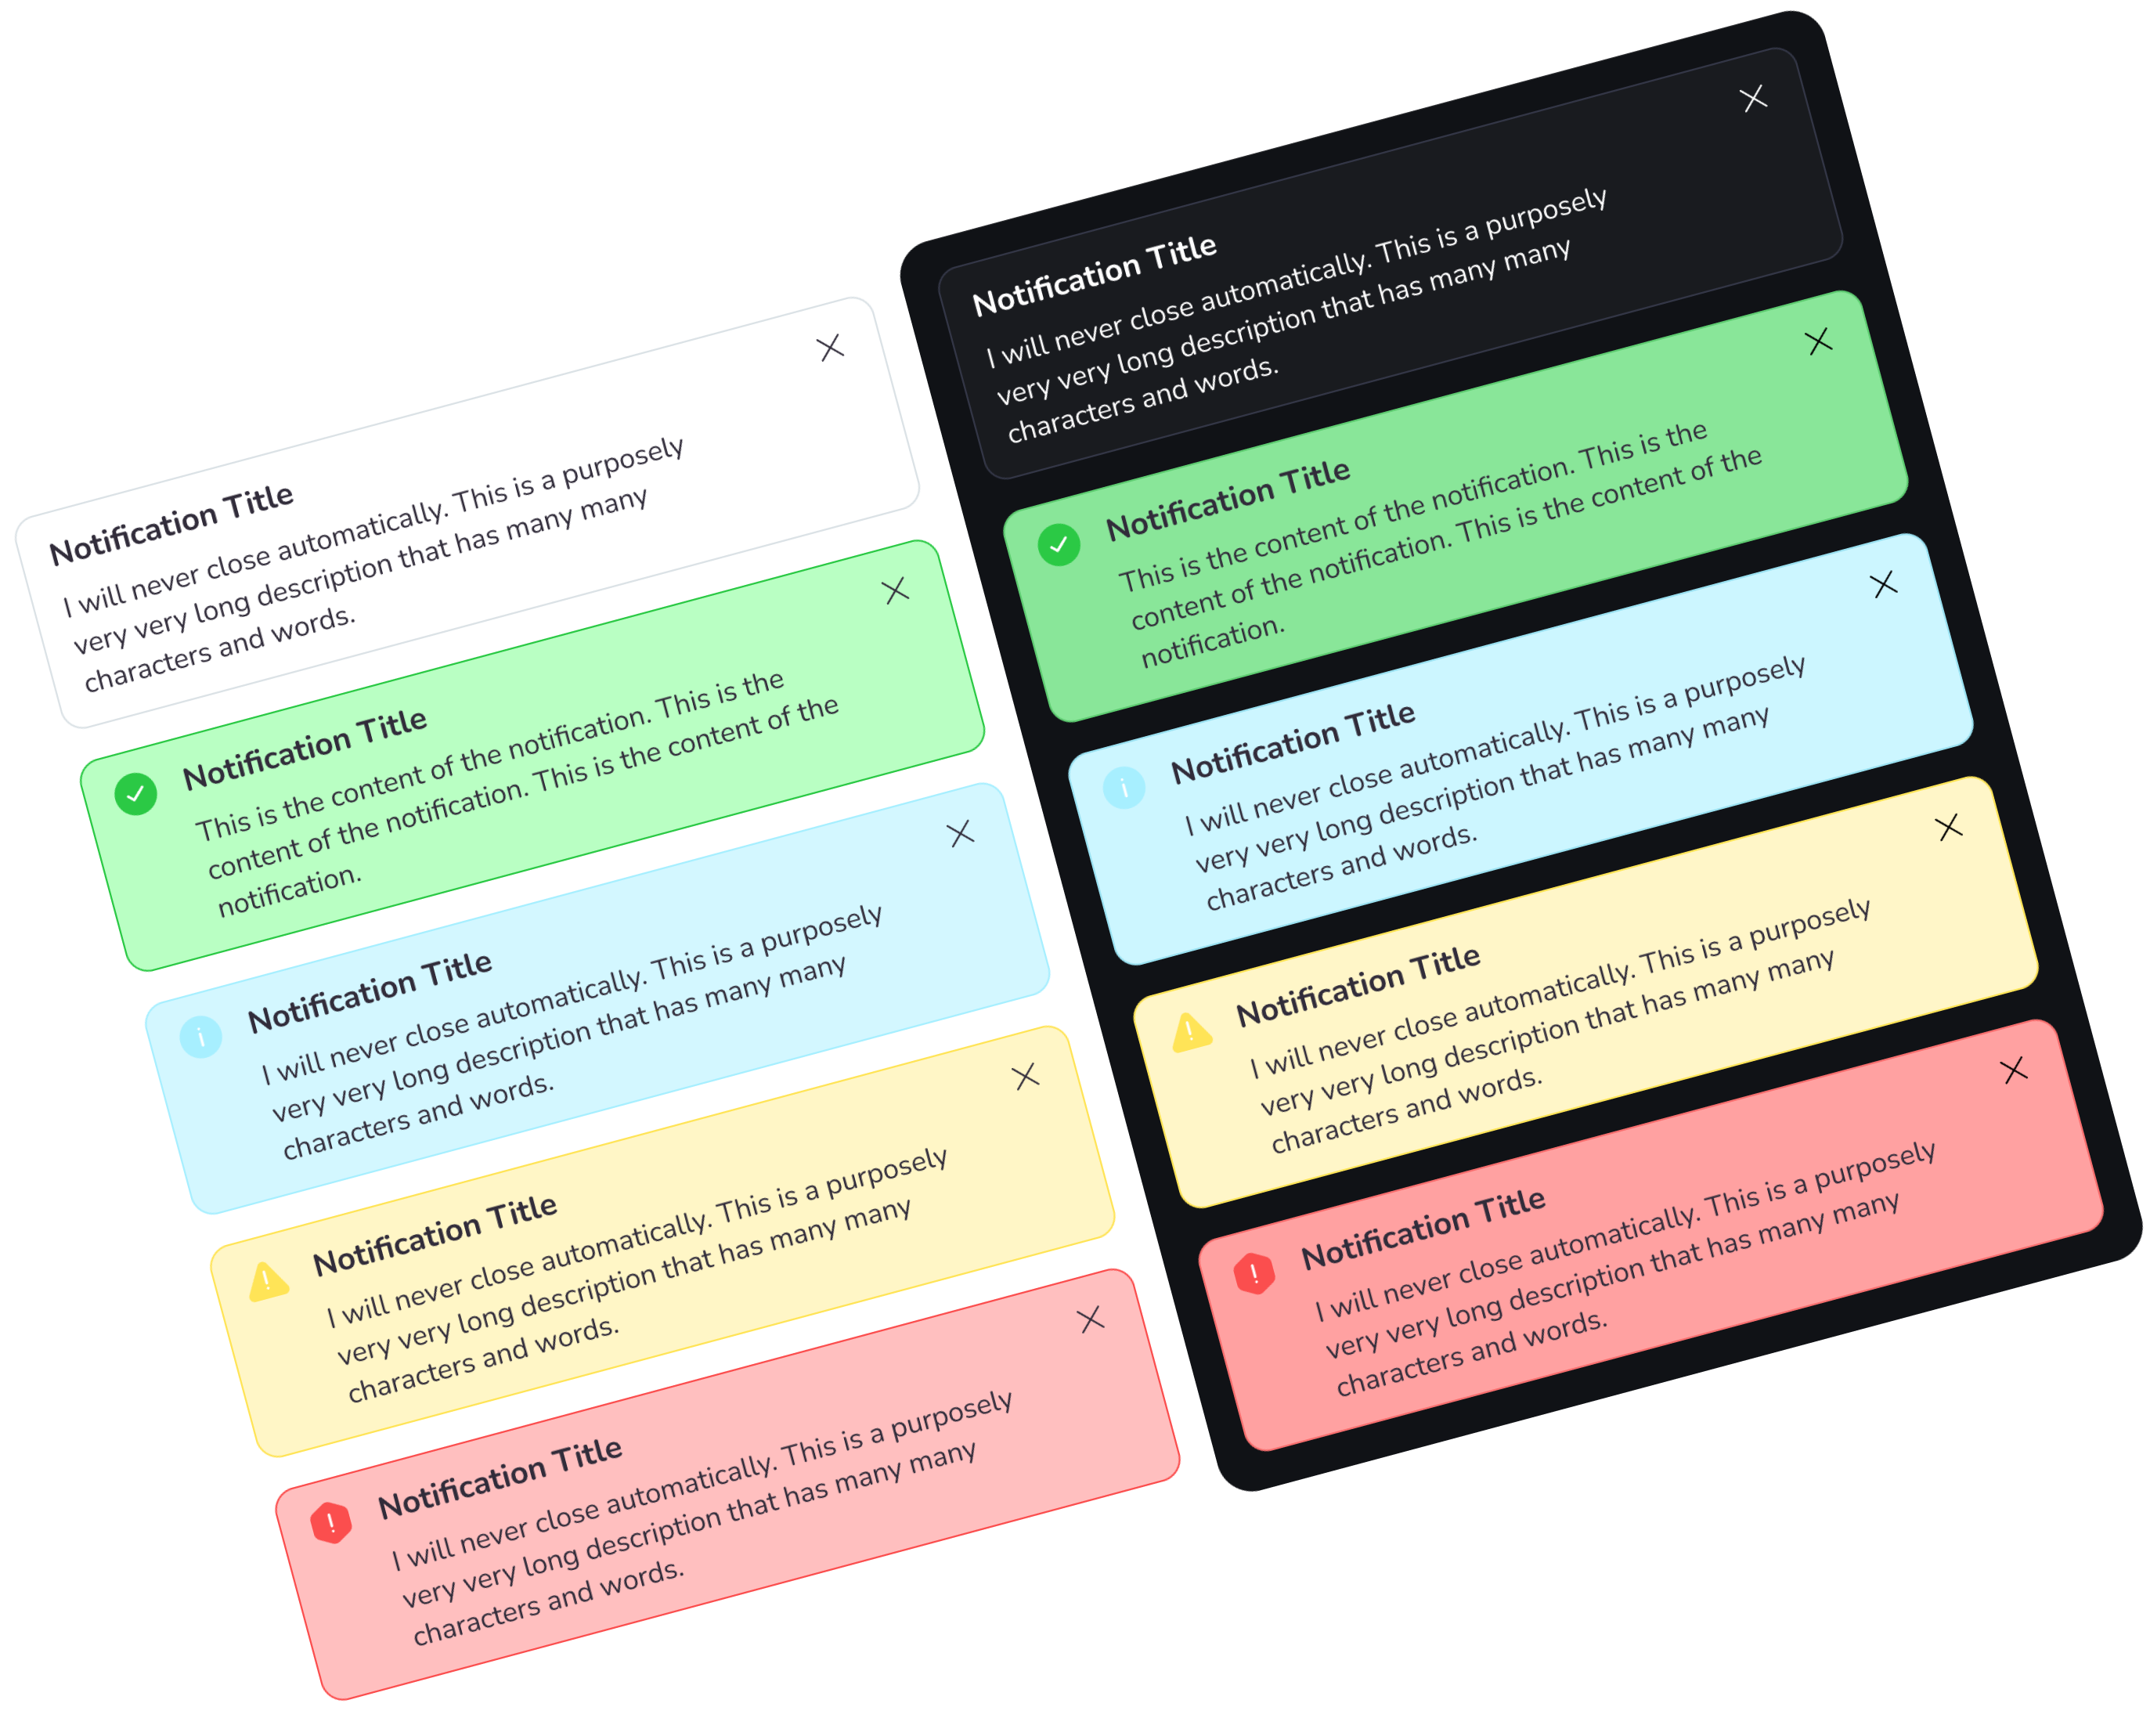 Notification Title
I will never close automatically. This is a purposely
very very long description that has many many
characters and words.
Notification Title
This is the content of the notification. This is the
content of the notification. This is the content of the
notification.
Notification Title
I will never close automatically. This is a purposely
very very long description that has many many
characters and words.
Notification Title
I will never close automatically. This is a purposely
very very long description that has many many
characters and words.
Notification Title
I will never close automatically. This is a purposely
very very long description that has many many
characters and words.
Notification Title
I will never close automatically. This is a purposely
very very long description that has many many
characters and words.
Notification Title
This is the content of the notification. This is the
content of the notification. This is the content of the
notification.
Notification Title
I will never close automatically. This is a purposely
very very long description that has many many
characters and words.
Notification Title
I will never close automatically. This is a purposely
very very long description that has many many
characters and words.
Notification Title
I will never close automatically. This is a purposely
very very long description that has many many
characters and words.